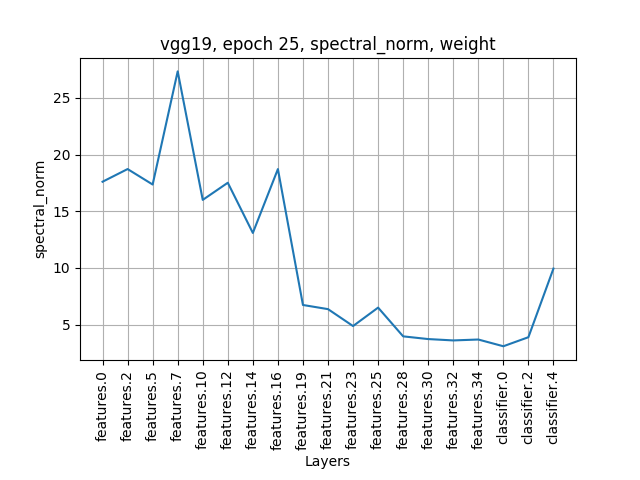 vgg19, epoch 25, spectral_norm, weight
spectral_norm
25
20
15
10
5
features.0
features.2
features.5
features.7
features.10
features.12
features.14
features.16
features.19
features.21
features.23
features.25
features.28
features.30
features.32
features.34
classifier.0
classifier.2
classifier.4
Layers